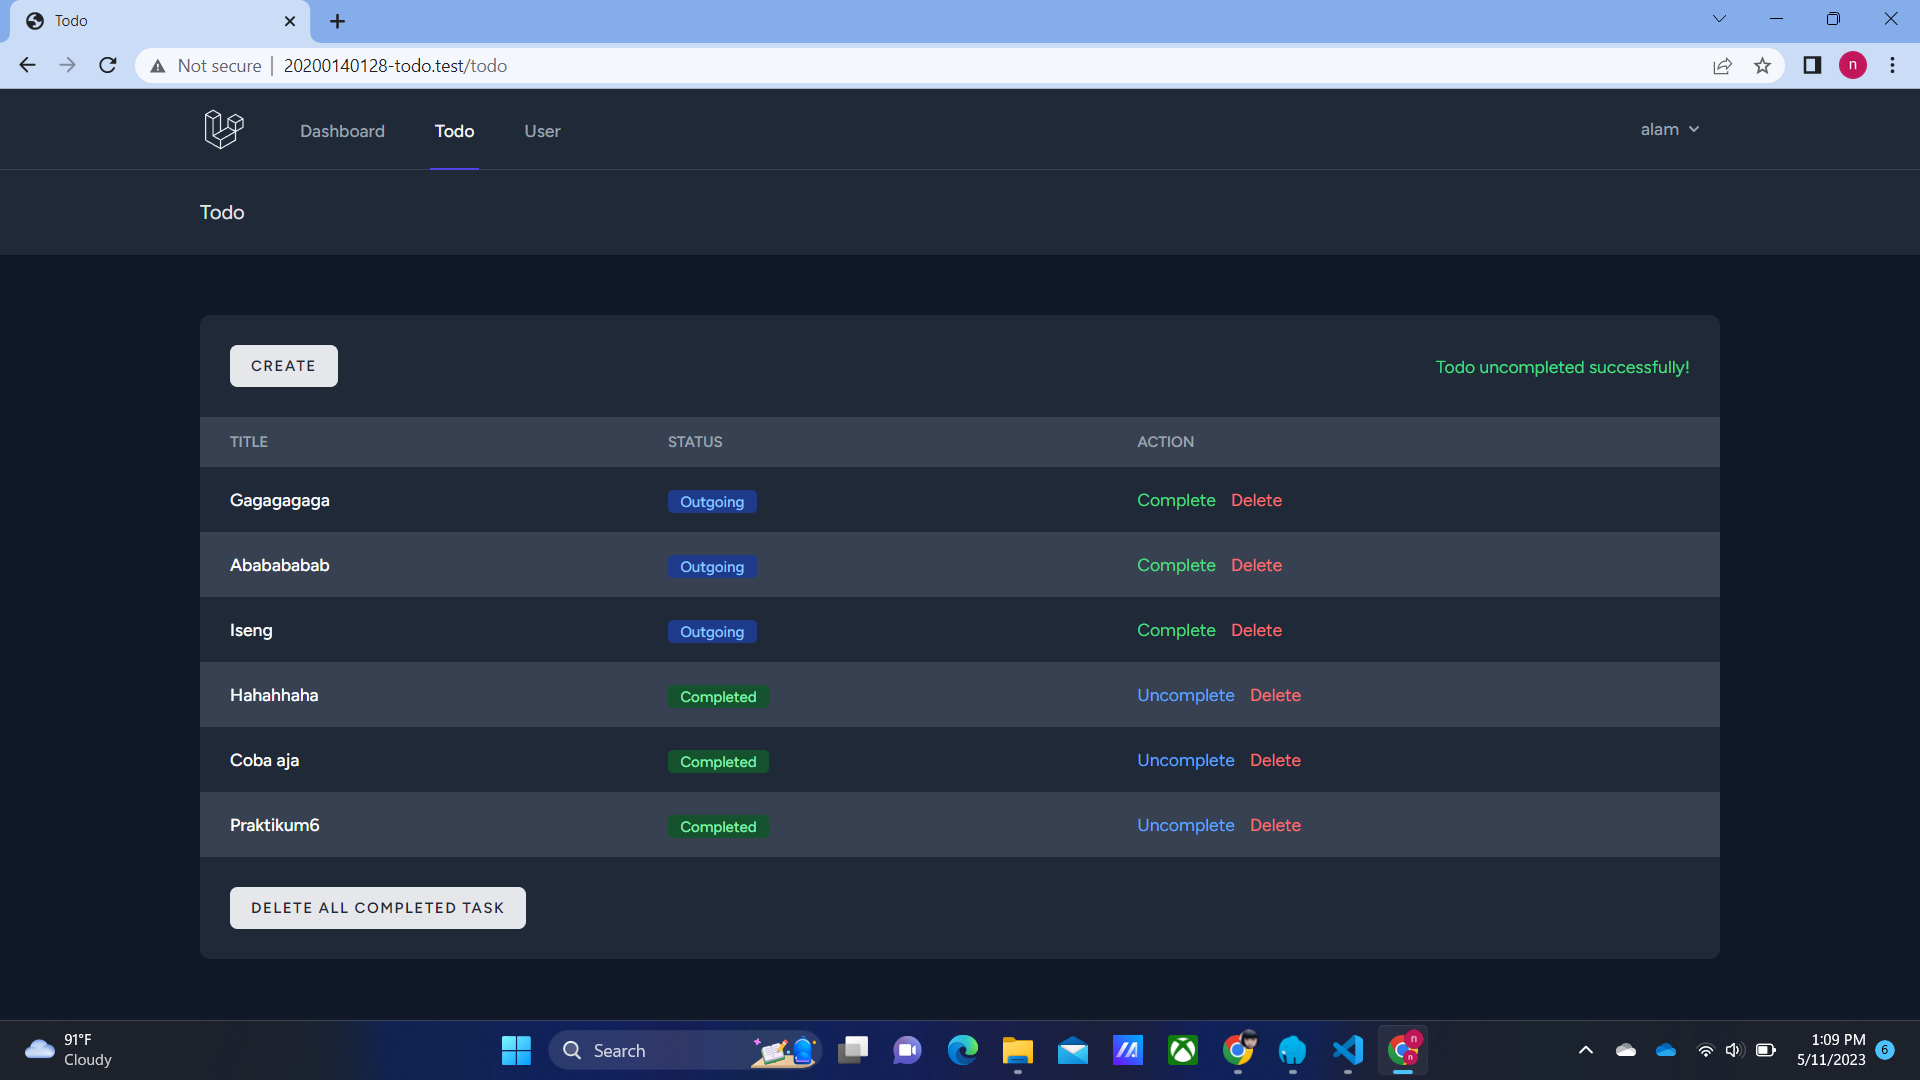 Todo
Not secure | 20200140128-todo.test/todo
n
Dashboard Todo User alam
Todo
CREATE Todo uncompleted successfully!
TITLE STATUS ACTION
Gagagagaga Outgoing Complete Delete
Ababababab Outgoing Complete Delete
Iseng Outgoing Complete Delete
Hahahhaha Completed Uncomplete Delete
Coba aja Completed Uncomplete Delete
Praktikum6 Completed Uncomplete Delete
DELETE ALL COMPLETED TASK
91°F
Cloudy
Search
n
n
1:09 PM
5/11/2023
6